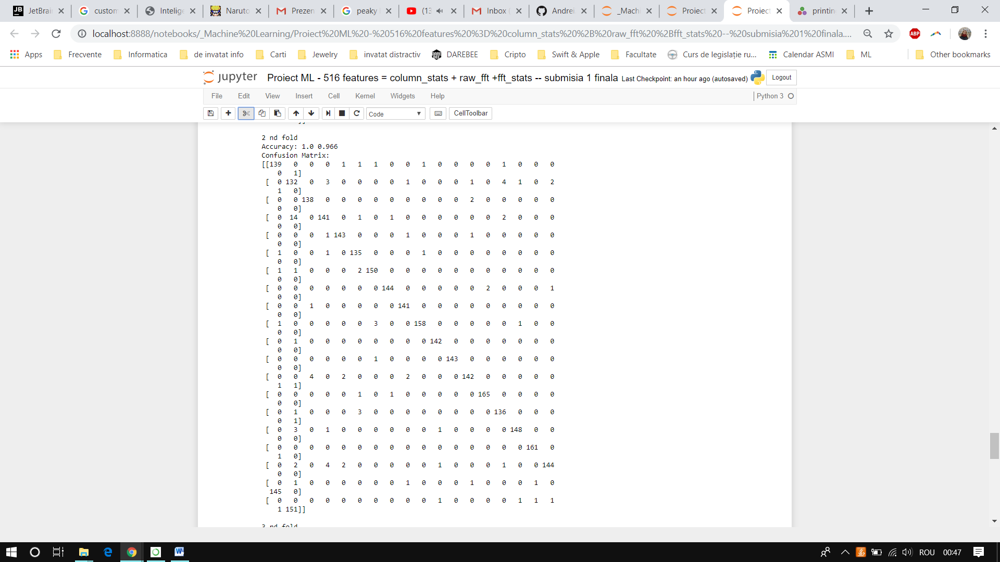 JetBrai
custom
Intelige
Naruto
Prezen
peaky
(13
Inbox (
Andrei
_Machi
Proiect
Proiect
printin
localhost:8888/notebooks/_Machine%20Learning/Proiect%20ML%20-%20516%20features%20%3D%20column_stats%20%2B%20raw_fft%20%2Bfft_stats%20--%20submisia%201%20finala....
ABP
Apps
Frecvente
Informatica
de invatat info
Carti
Jewelry
invatat distractiv
DAREBEE
Cripto
Swift & Apple
Facultate
Curs de legislație ru...
Calendar ASMI
ML
Other bookmarks
jupyter Proiect ML - 516 features = column_stats + raw_fft +fft_stats -- submisia 1 finala Last Checkpoint: an hour ago (autosaved) Logout
File Edit View Insert Cell Kernel Widgets Help Python 3
Code CellToolbar
]]
2 nd fold
Accuracy: 1.0 0.966
Confusion Matrix:
[[139 0 0 0 1 1 1 0 0 1 0 0 0 0 1 0 0 0
0 1]
[ 0 132 0 3 0 0 0 0 1 0 0 0 1 0 4 1 0 2
1 0]
[ 0 0 138 0 0 0 0 0 0 0 0 0 2 0 0 0 0 0
0 0]
[ 0 14 0 141 0 1 0 1 0 0 0 0 0 0 2 0 0 0
0 0]
[ 0 0 0 1 143 0 0 0 1 0 0 0 1 0 0 0 0 0
0 0]
[ 1 0 0 1 0 135 0 0 0 1 0 0 0 0 0 0 0 0
0 0]
[ 1 1 0 0 0 2 150 0 0 0 0 0 0 0 0 0 0 0
0 0]
[ 0 0 0 0 0 0 0 144 0 0 0 0 0 2 0 0 0 1
0 0]
[ 0 0 1 0 0 0 0 0 141 0 0 0 0 0 0 0 0 0
0 0]
[ 1 0 0 0 0 0 3 0 0 158 0 0 0 0 0 1 0 0
0 0]
[ 0 1 0 0 0 0 0 0 0 0 142 0 0 0 0 0 0 0
0 0]
[ 0 0 0 0 0 0 1 0 0 0 0 143 0 0 0 0 0 0
0 0]
[ 0 0 4 0 2 0 0 0 2 0 0 0 142 0 0 0 0 0
1 1]
[ 0 0 0 0 0 1 0 1 0 0 0 0 0 165 0 0 0 0
0 0]
[ 0 1 0 0 0 3 0 0 0 0 0 0 0 0 136 0 0 0
0 1]
[ 0 3 0 1 0 0 0 0 0 0 1 0 0 0 0 148 0 0
0 0]
[ 0 0 0 0 0 0 0 0 0 0 0 0 0 0 0 0 161 0
1 0]
[ 0 2 0 4 2 0 0 0 0 0 1 0 0 0 1 0 0 144
0 0]
[ 0 1 0 0 0 0 0 0 1 0 0 0 1 0 0 0 1 0
145 0]
[ 0 0 0 0 0 0 0 0 0 0 1 0 0 0 0 1 1 1
1 151]]
3 nd fold
ROU
00:47